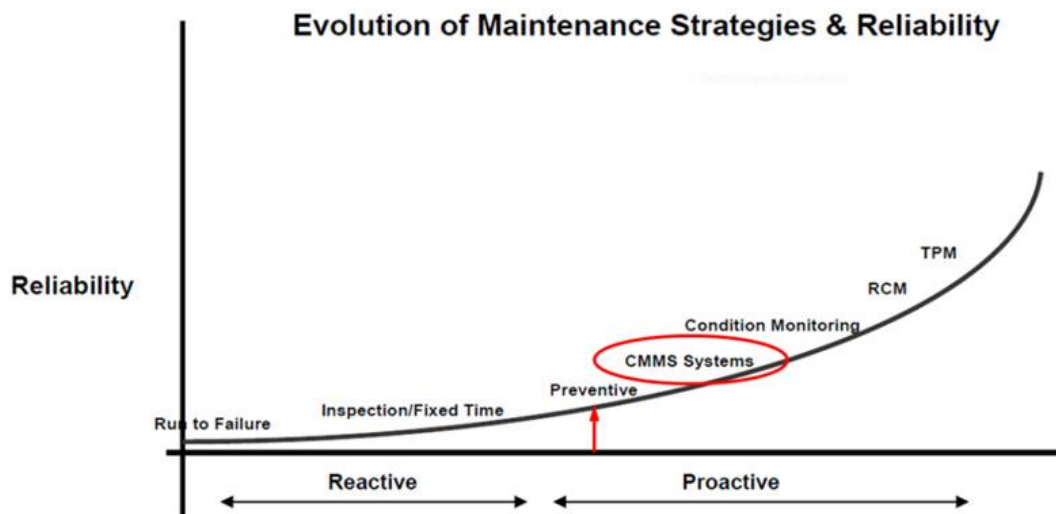 Evolution of Maintenance Strategies & Reliability
TPM
Reliability
RCM
Condition Monitoring
CMMS Systems
Preventive
Inspection/Fixed Time
Run to Failure
Reactive
Proactive